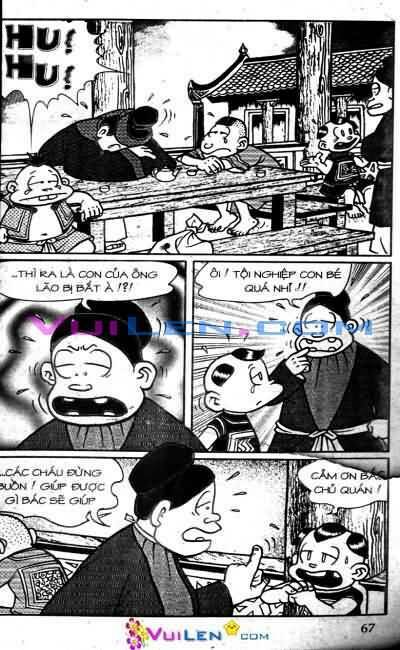 HU!
HU!
...THÌ RA LÀ CON CỦA ÔNG
LÃO BỊ BẮT À !?!
ÔI ! TỘI NGHIỆP CON BÉ
QUÁ NHỈ !!
VUILEN.COM
...CÁC CHÁU ĐỪNG
BUỒN ! GIÚP ĐƯỢC
GÌ BÁC SẼ GIÚP
CẢM ƠN BÁC
CHỦ QUÁN !
67
VUILEN.COM